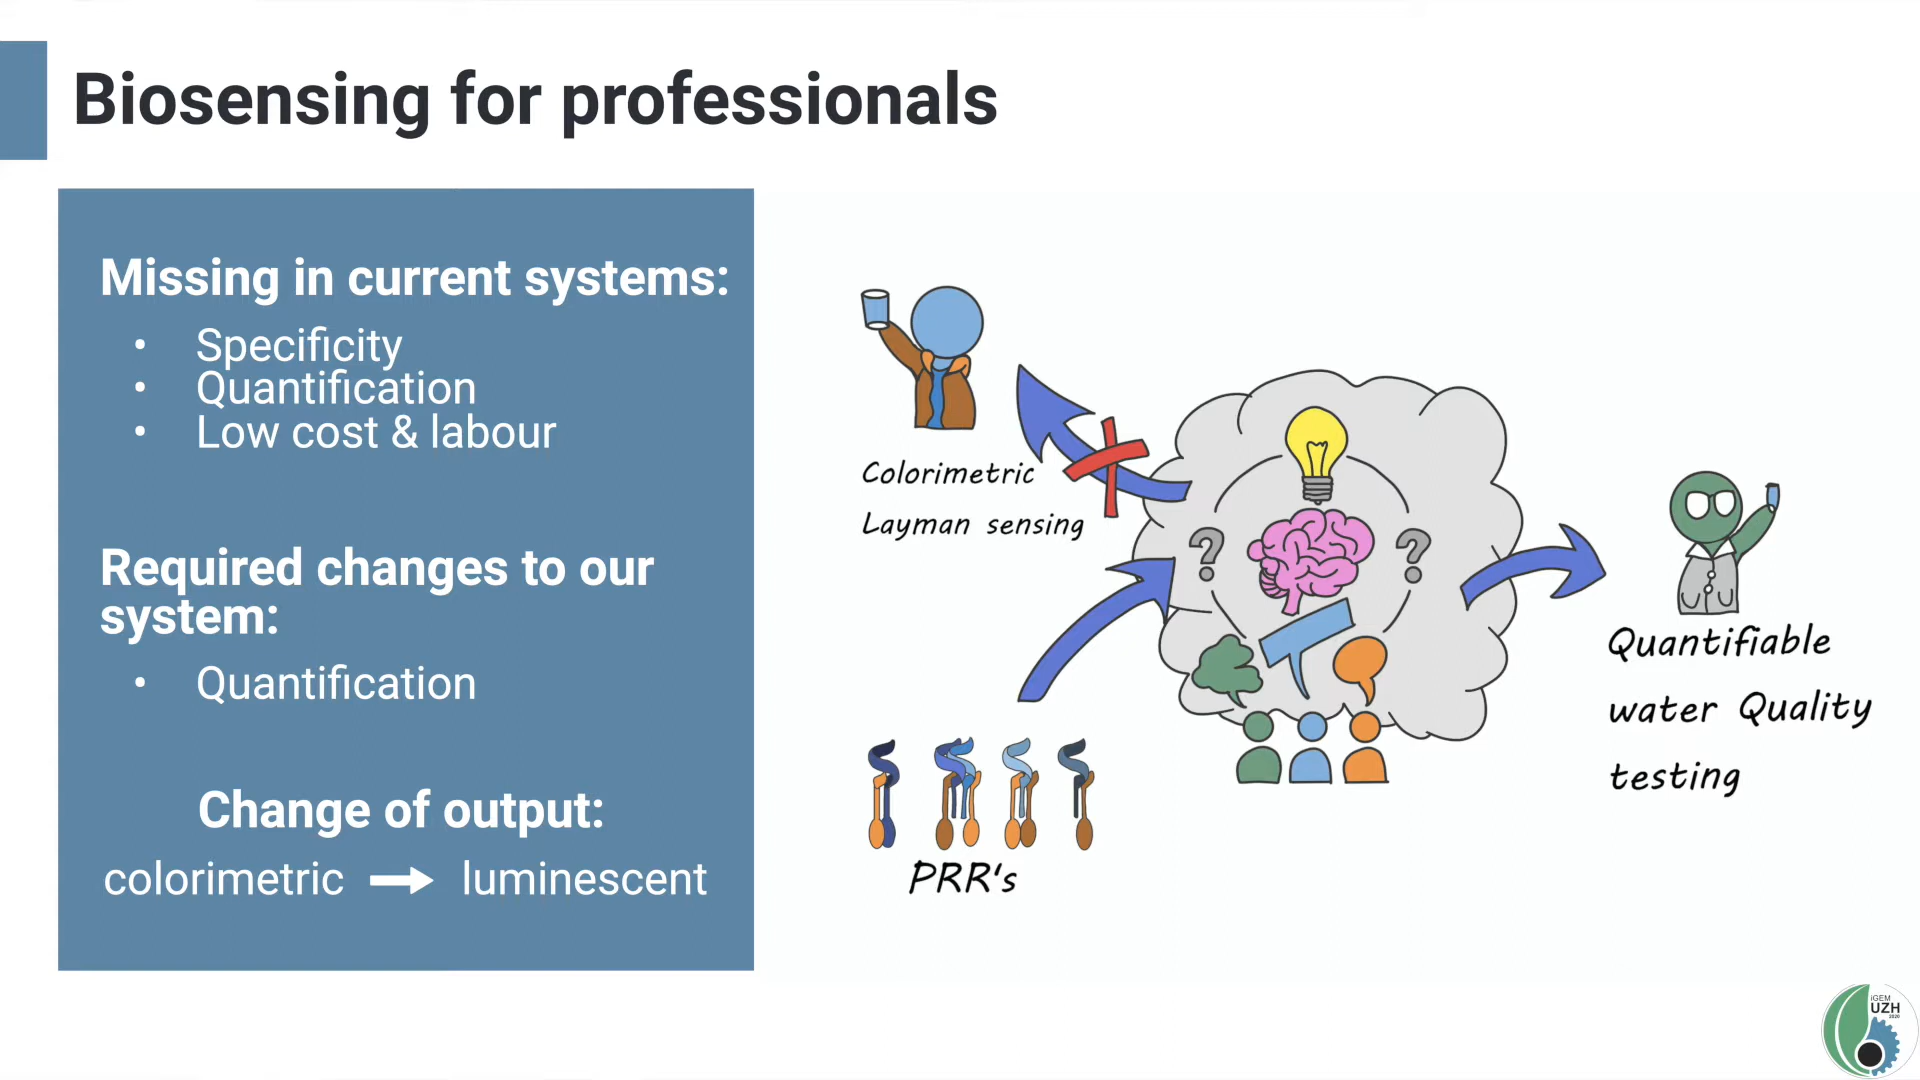 Biosensing for professionals
Missing in current systems:
• Specificity
• Quantification
• Low cost & labour
Required changes to our
system:
• Quantification
Change of output:
colorimetric → luminescent
Colorimetric
Layman sensing
? ?
PRR's
Quantifiable
water Quality
testing
iGEM
UZH
2020